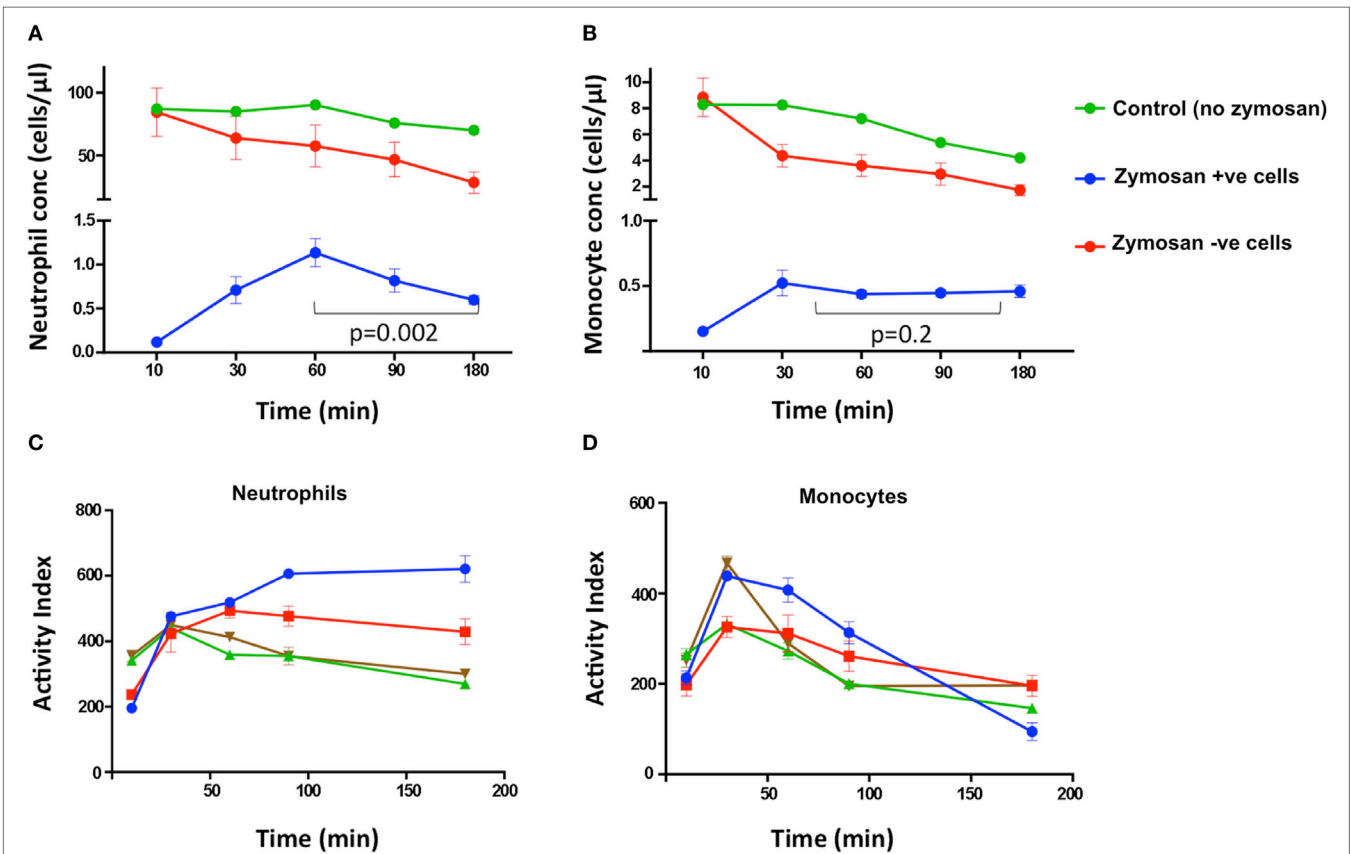 A
Neutrophil conc (cells/µl)
100
50
1.5
1.0
0.5
0.0
p=0.002
10 30 60 90 180
Time (min)
B
Monocyte conc (cells/µl)
10
8
6
4
2
1.0
0.5
p=0.2
10 30 60 90 180
Time (min)
Control (no zymosan)
Zymosan +ve cells
Zymosan -ve cells
C
Neutrophils
Activity Index
800
600
400
200
0
50 100 150 200
Time (min)
D
Monocytes
Activity Index
600
400
200
0
50 100 150 200
Time (min)